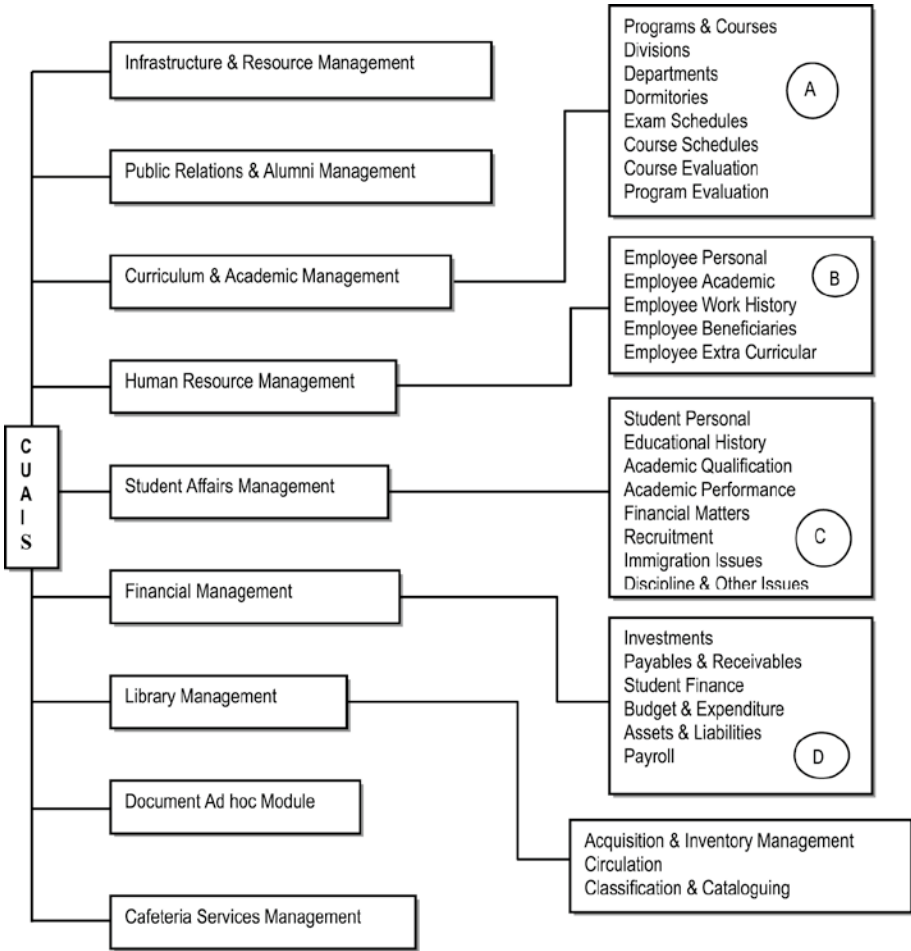 CUAIS
Infrastructure & Resource Management
Public Relations & Alumni Management
Curriculum & Academic Management
Human Resource Management
Student Affairs Management
Financial Management
Library Management
Document Ad hoc Module
Cafeteria Services Management
Programs & Courses
Divisions
Departments
Dormitories
Exam Schedules
Course Schedules
Course Evaluation
Program Evaluation
A
Employee Personal
Employee Academic
Employee Work History
Employee Beneficiaries
Employee Extra Curricular
B
Student Personal
Educational History
Academic Qualification
Academic Performance
Financial Matters
Recruitment
Immigration Issues
Discipline & Other Issues
C
Investments
Payables & Receivables
Student Finance
Budget & Expenditure
Assets & Liabilities
Payroll
D
Acquisition & Inventory Management
Circulation
Classification & Cataloguing